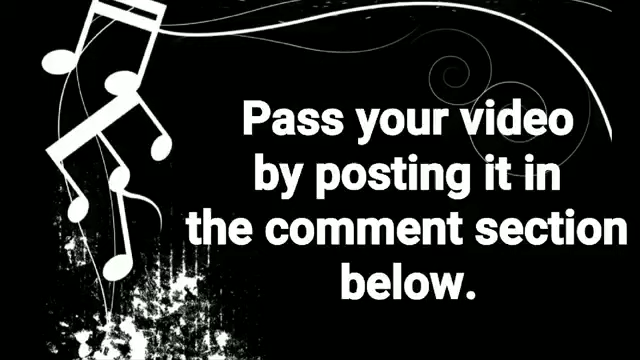 Pass your video
by posting it in
the comment section
below.